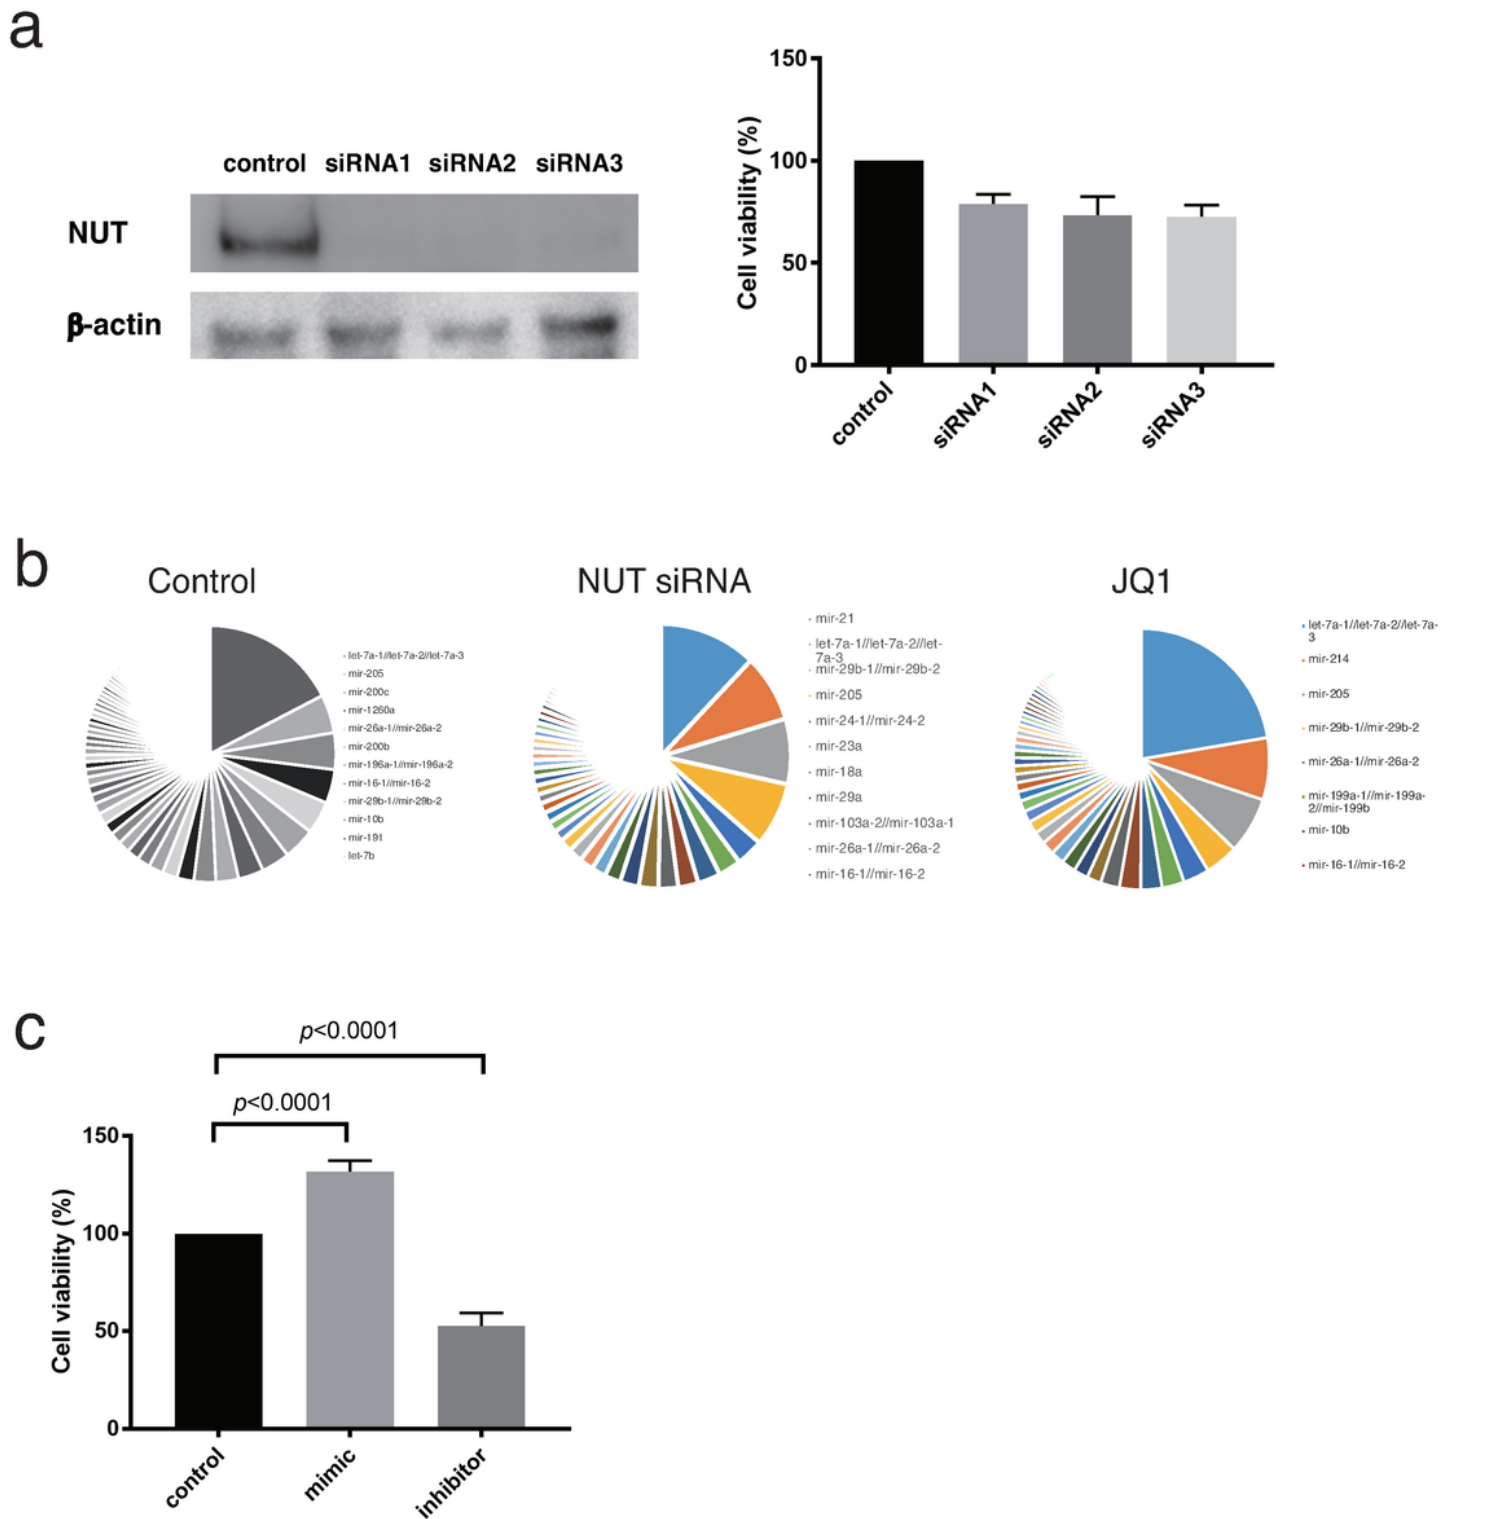 a
control siRNA1 siRNA2 siRNA3
NUT
β-actin
Cell viability (%)
150
100
50
0
control
siRNA1
siRNA2
siRNA3
b
Control
let-7a-1//let-7a-2//let-7a-3
mir-205
mir-200c
mir-1260a
mir-26a-1//mir-26a-2
mir-200b
mir-196a-1//mir-196a-2
mir-16-1//mir-16-2
mir-29b-1//mir-29b-2
mir-10b
mir-191
let-7b
NUT siRNA
mir-21
let-7a-1//let-7a-2//let-
7a-3
mir-29b-1//mir-29b-2
mir-205
mir-24-1//mir-24-2
mir-23a
mir-18a
mir-29a
mir-103a-2//mir-103a-1
mir-26a-1//mir-26a-2
mir-16-1//mir-16-2
JQ1
let-7a-1//let-7a-2//let-7a-
3
mir-214
mir-205
mir-29b-1//mir-29b-2
mir-26a-1//mir-26a-2
mir-199a-1//mir-199a-
2//mir-199b
mir-10b
mir-16-1//mir-16-2
c
p<0.0001
p<0.0001
Cell viability (%)
150
100
50
0
control
mimic
inhibitor